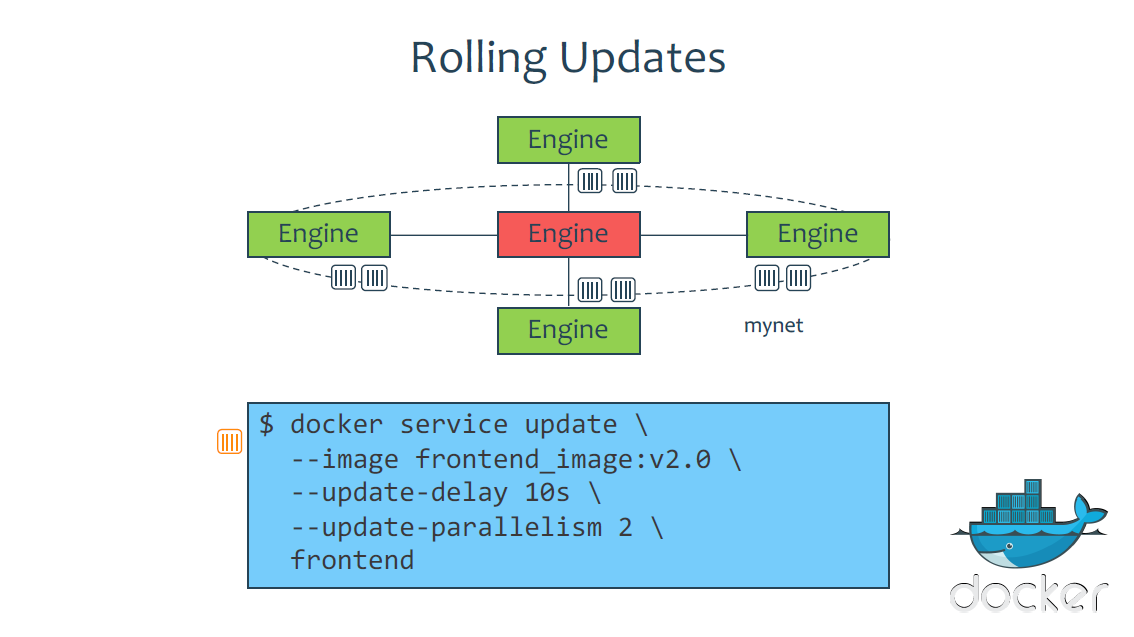 Rolling Updates
Engine
Engine
Engine
Engine
Engine
mynet
$ docker service update \
--image frontend_image:v2.0 \
--update-delay 10s \
--update-parallelism 2 \
frontend
docker